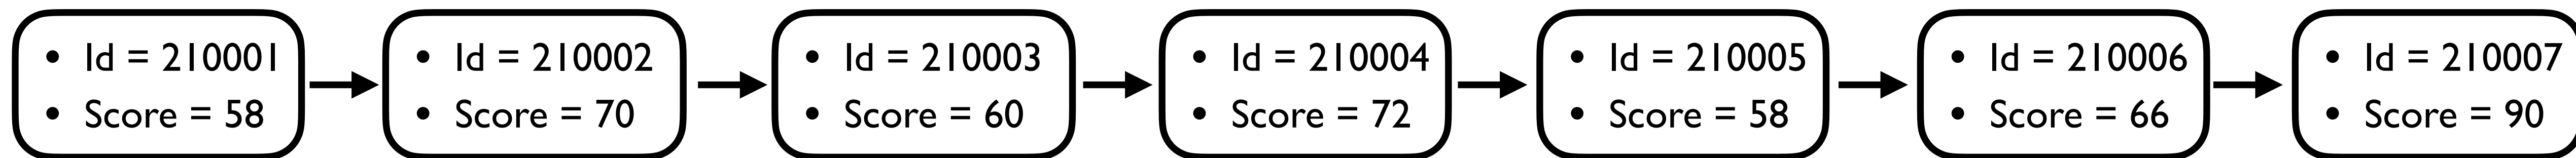 • Id = 210001
• Score = 58
• Id = 210002
• Score = 70
• Id = 210003
• Score = 60
• Id = 210004
• Score = 72
• Id = 210005
• Score = 58
• Id = 210006
• Score = 66
• Id = 210007
• Score = 90